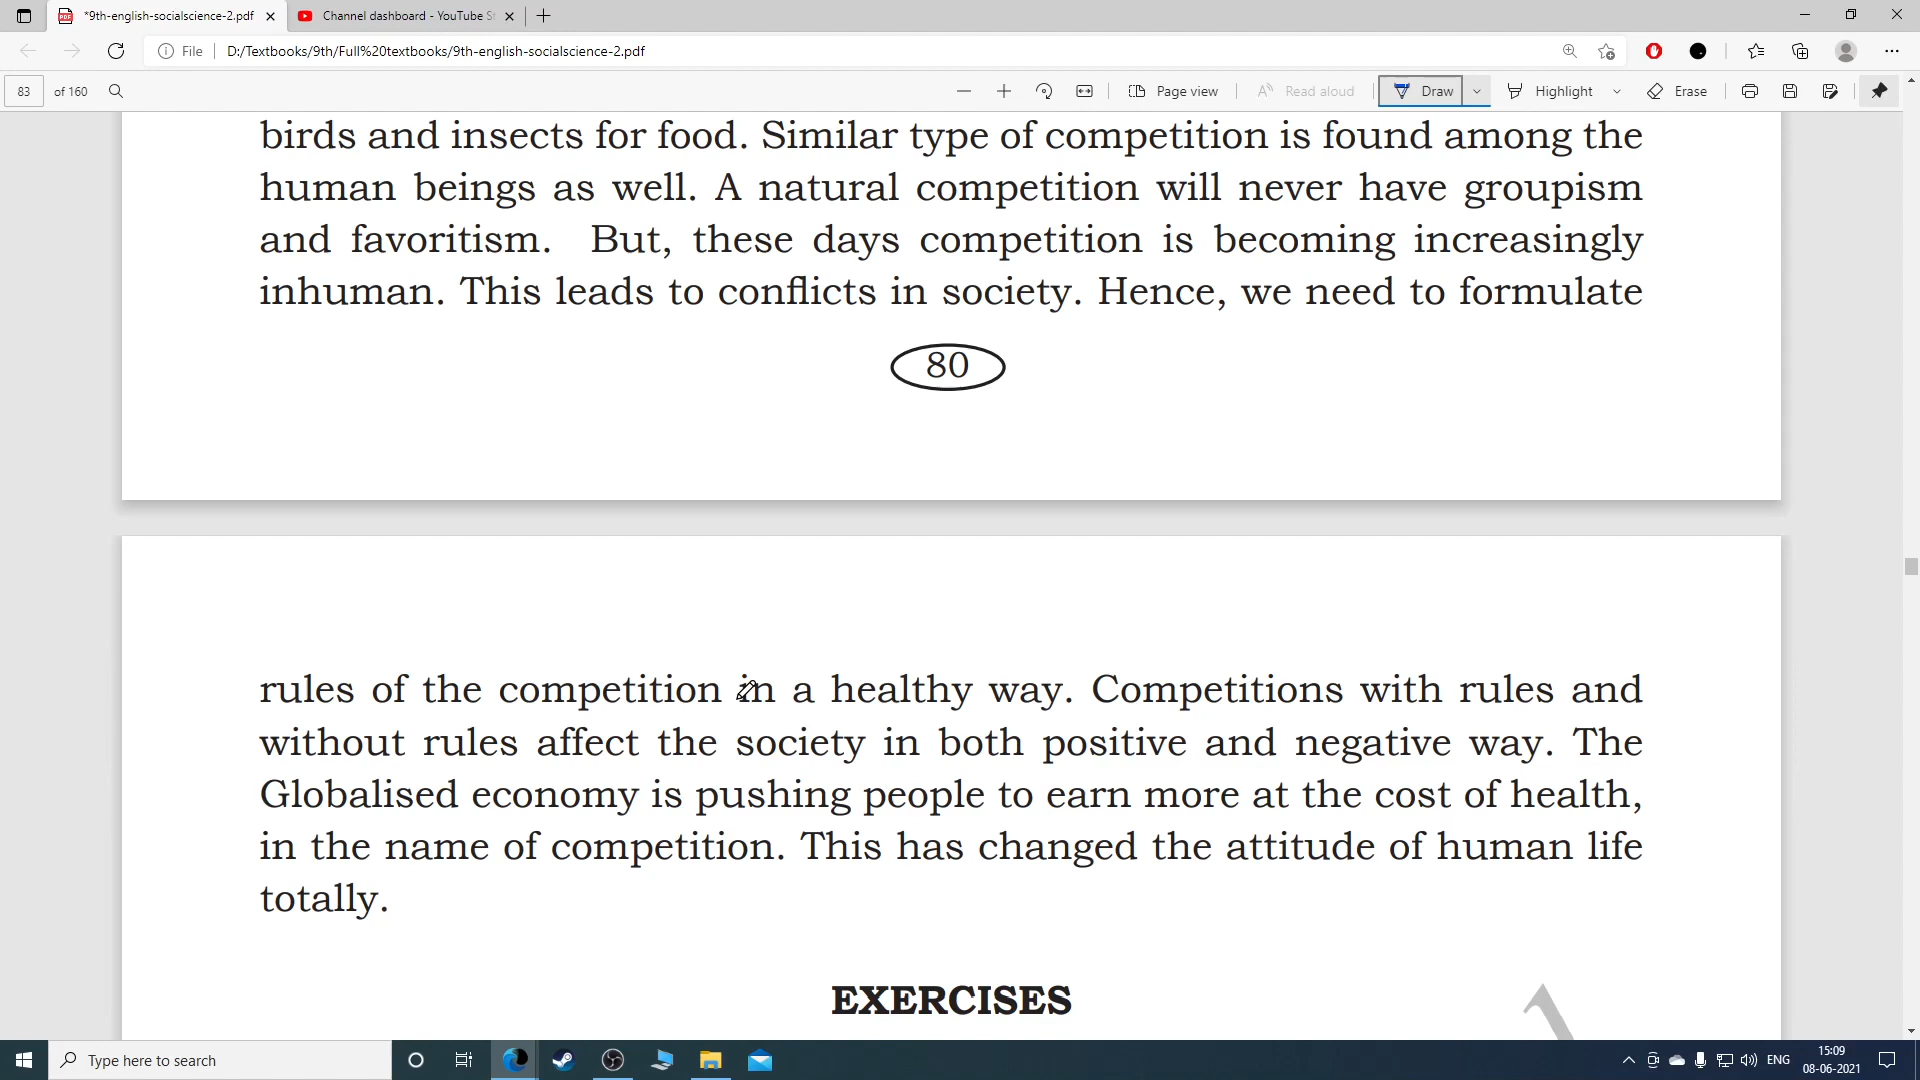 *9th-english-socialscience-2.pdf
Channel dashboard - YouTube S
File
D:/Textbooks/9th/Full%20textbooks/9th-english-socialscience-2.pdf
83 of 160
Page view
Read aloud
Draw
Highlight
Erase
birds and insects for food. Similar type of competition is found among the
human beings as well. A natural competition will never have groupism
and favoritism. But, these days competition is becoming increasingly
inhuman. This leads to conflicts in society. Hence, we need to formulate
80
rules of the competition in a healthy way. Competitions with rules and
without rules affect the society in both positive and negative way. The
Globalised economy is pushing people to earn more at the cost of health,
in the name of competition. This has changed the attitude of human life
totally.
EXERCISES
Type here to search
ENG
15:09
08-06-2021